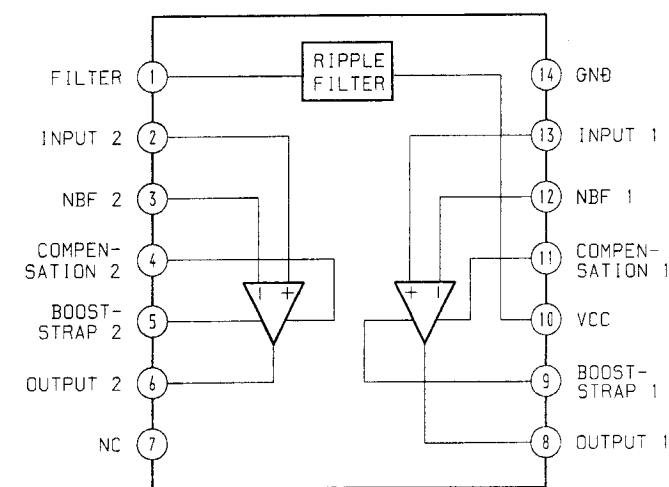 RIPPLE
FILTER
FILTER 1
INPUT 2 2
NBF 2 3
COMPEN-
SATION 2 4
BOOST-
STRAP 2 5
OUTPUT 2 6
NC 7
14 GND
13 INPUT 1
12 NBF 1
11 COMPEN-
SATION 1
10 VCC
9 BOOST-
STRAP 1
8 OUTPUT 1
- +
+ -